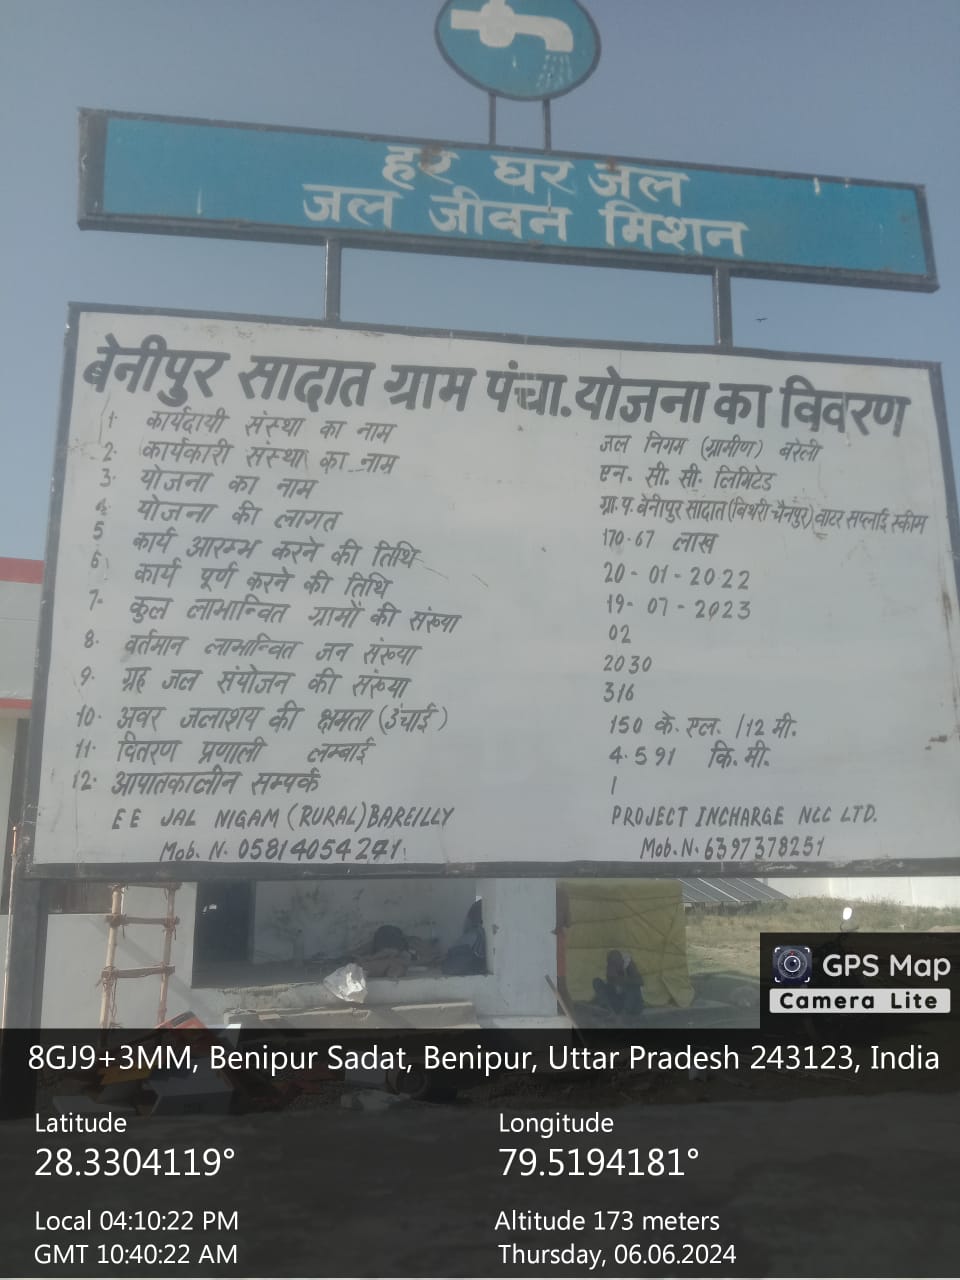 हर घर जल
जल जीवन मिशन
बेनीपुर सादात ग्राम पंचा. योजना का विवरण
1. कार्यदायी संस्था का नाम जल निगम (ग्रामीण) बरेली
2. कार्यकारी संस्था का नाम एन. सी. सी. लिमिटेड
3. योजना का नाम ग्रा.प. बेनीपुर सादात (बिथरी चैनपुर) वाटर सप्लाई स्कीम
4. योजना की लागत 170.67 लाख
5 कार्य आरम्भ करने की तिथि 20-01-2022
6) कार्य पूर्ण करने की तिथि 19-07-2023
7. कुल लाभान्वित ग्रामों की संख्या 02
8. वर्तमान लाभान्वित जन संख्या 2030
9. ग्रह जल संयोजन की संख्या 316
10. अवर जलाशय की क्षमता (उंचाई) 150 के. एल. /12 मी.
11. वितरण प्रणाली लम्बाई 4.591 कि.मी.
12. आपातकालीन सम्पर्क 1
EE JAL NIGAM (RURAL) BAREILLY PROJECT INCHARGE NCC LTD.
Mob. N. 05814054271 Mob.N. 6397378251
GPS Map
Camera Lite
8GJ9+3MM, Benipur Sadat, Benipur, Uttar Pradesh 243123, India
Latitude Longitude
28.3304119° 79.5194181°
Local 04:10:22 PM Altitude 173 meters
GMT 10:40:22 AM Thursday, 06.06.2024